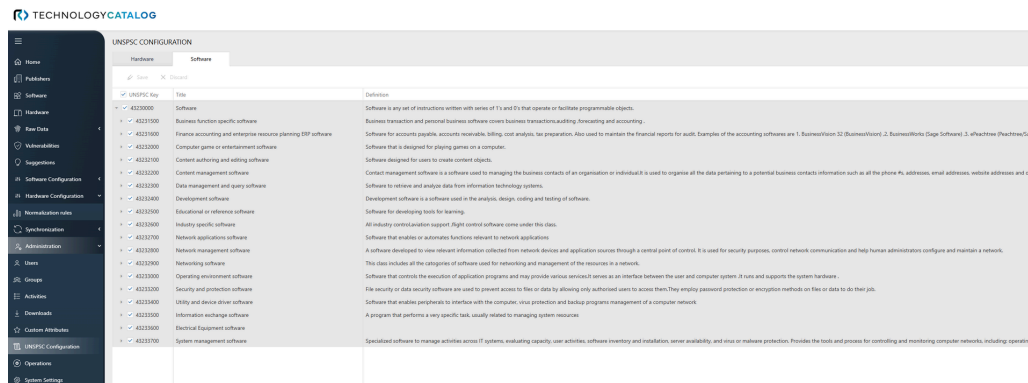 TECHNOLOGYCATALOG
Home
Publishers
Software
Hardware
Raw Data
Vulnerabilities
Suggestions
Software Configuration
Hardware Configuration
Normalization rules
Synchronization
Administration
Users
Groups
Activities
Downloads
Custom Attributes
UNSPSC Configuration
Operations
System Settings
UNSPSC CONFIGURATION
Hardware Software
Save Discard
UNSPSC Key Title Definition
43230000 Software Software is any set of instructions written with series of 1's and 0's that operate or facilitate programmable objects.
43231500 Business function specific software Business transaction and personal business software covers business transactions,auditing ,forecasting and accounting .
43231600 Finance accounting and enterprise resource planning ERP software Software for accounts payable, accounts receivable, billing, cost analysis, tax preparation. Also used to maintain the financial reports for audit. Examples of the accounting softwares are 1. BusinessVision 32 (BusinessVision) ,2. BusinessWorks (Sage Software) ,3. ePeachtree (Peachtree/Sa
43232000 Computer game or entertainment software Software that is designed for playing games on a computer.
43232100 Content authoring and editing software Software designed for users to create content objects.
43232200 Content management software Contact management software is a software used to managing the business contacts of an organisation or individual.It is used to organise all the data pertaining to a potential business contacts information such as all the phone #s, addresses, email addresses, website addresses and o
43232300 Data management and query software Software to retrieve and analyze data from information technology systems.
43232400 Development software Development software is a software used in the analysis, design, coding and testing of software.
43232500 Educational or reference software Software for developing tools for learning.
43232600 Industry specific software All industry control,aviation support ,flight control software come under this class.
43232700 Network applications software Software that enables or automates functions relevant to network applications
43232800 Network management software A software developed to view relevant information collected from network devices and application sources through a central point of control. It is used for security purposes, control network communication and help human administrators configure and maintain a network.
43232900 Networking software This class includes all the catogories of software used for networking and management of the resources in a network.
43233000 Operating environment software Software that controls the execution of application programs and may provide various services.It serves as an interface between the user and computer system .It runs and supports the system hardware .
43233200 Security and protection software File security or data security software are used to prevent access to files or data by allowing only authorised users to access them.They employ password protection or encryption methods on files or data to do their job.
43233400 Utility and device driver software Software that enables peripherals to interface with the computer, virus protection and backup programs management of a computer network
43233500 Information exchange software A program that performs a very specific task, usually related to managing system resources
43233600 Electrical Equipment software
43233700 System management software Specialized software to manage activities across IT systems, evaluating capacity, user activities, software inventory and installation, server availability, and virus or malware protection. Provides the tools and process for controlling and monitoring computer networks, including: operatin